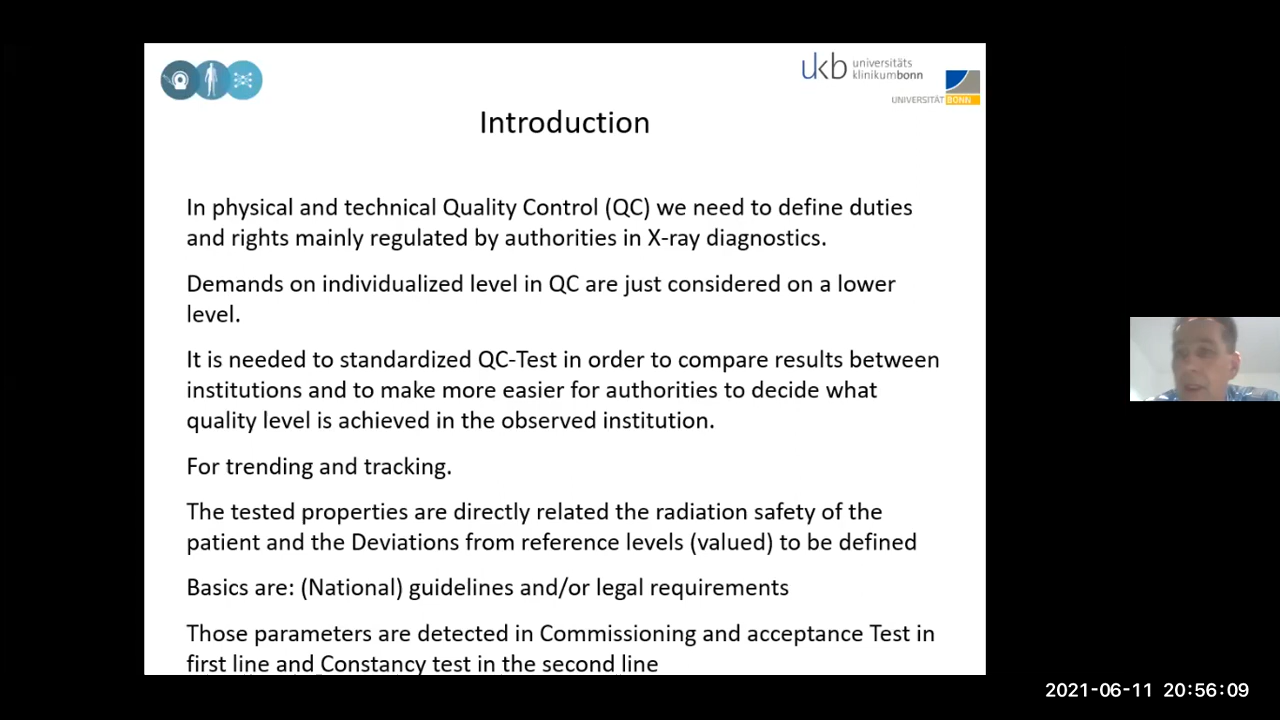 ukb universitäts
klinikumbonn
UNIVERSITÄT BONN
Introduction
In physical and technical Quality Control (QC) we need to define duties
and rights mainly regulated by authorities in X-ray diagnostics.
Demands on individualized level in QC are just considered on a lower
level.
It is needed to standardized QC-Test in order to compare results between
institutions and to make more easier for authorities to decide what
quality level is achieved in the observed institution.
For trending and tracking.
The tested properties are directly related the radiation safety of the
patient and the Deviations from reference levels (valued) to be defined
Basics are: (National) guidelines and/or legal requirements
Those parameters are detected in Commissioning and acceptance Test in
first line and Constancy test in the second line
2021-06-11 20:56:09